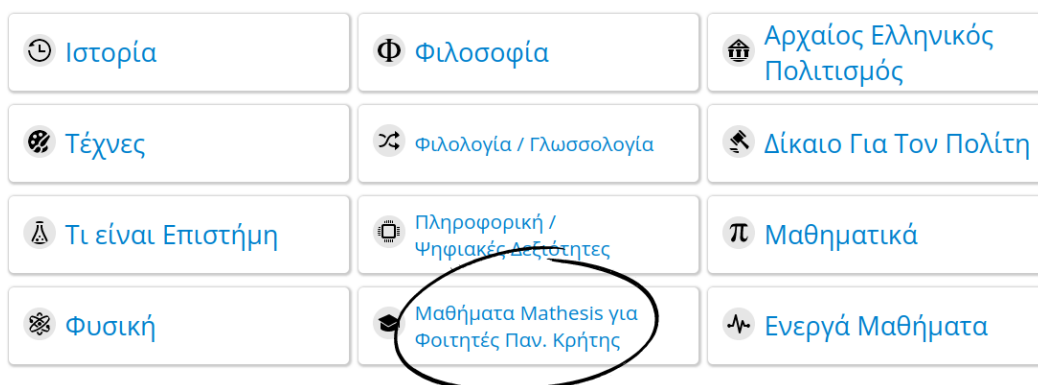 Ιστορία
Φιλοσοφία
Αρχαίος Ελληνικός
Πολιτισμός
Τέχνες
Φιλολογία / Γλωσσολογία
Δίκαιο Για Τον Πολίτη
Τι είναι Επιστήμη
Πληροφορική /
Ψηφιακές Δεξιότητες
Μαθηματικά
Φυσική
Μαθήματα Mathesis για
Φοιτητές Παν. Κρήτης
Ενεργά Μαθήματα